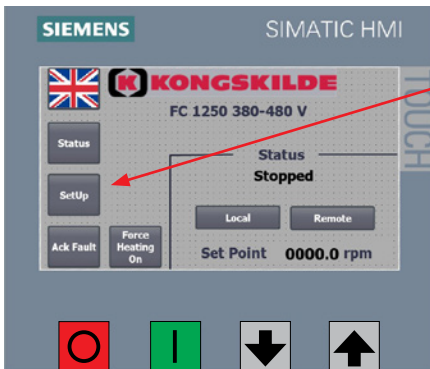 SIEMENS
SIMATIC HMI
TOUCH
K KONGSKILDE
FC 1250 380-480 V
Status
Status
Stopped
SetUp
Local
Remote
Ack Fault
Force
Heating
On
Set Point 0000.0 rpm